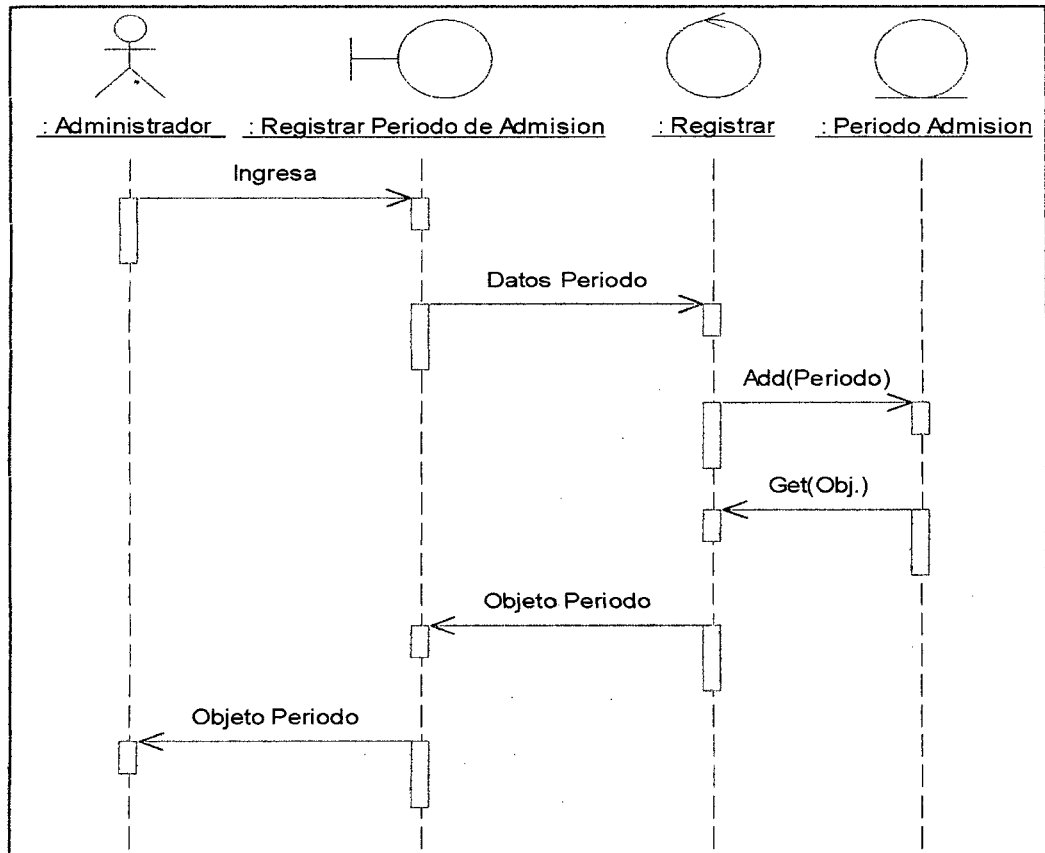 : Administrador
: Registrar Periodo de Admision
: Registrar
: Periodo Admision
Ingresa
Datos Periodo
Add(Periodo)
Get(Obj.)
Objeto Periodo
Objeto Periodo